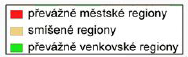 převážně městské regiony
smíšené regiony
převážně venkovské regiony